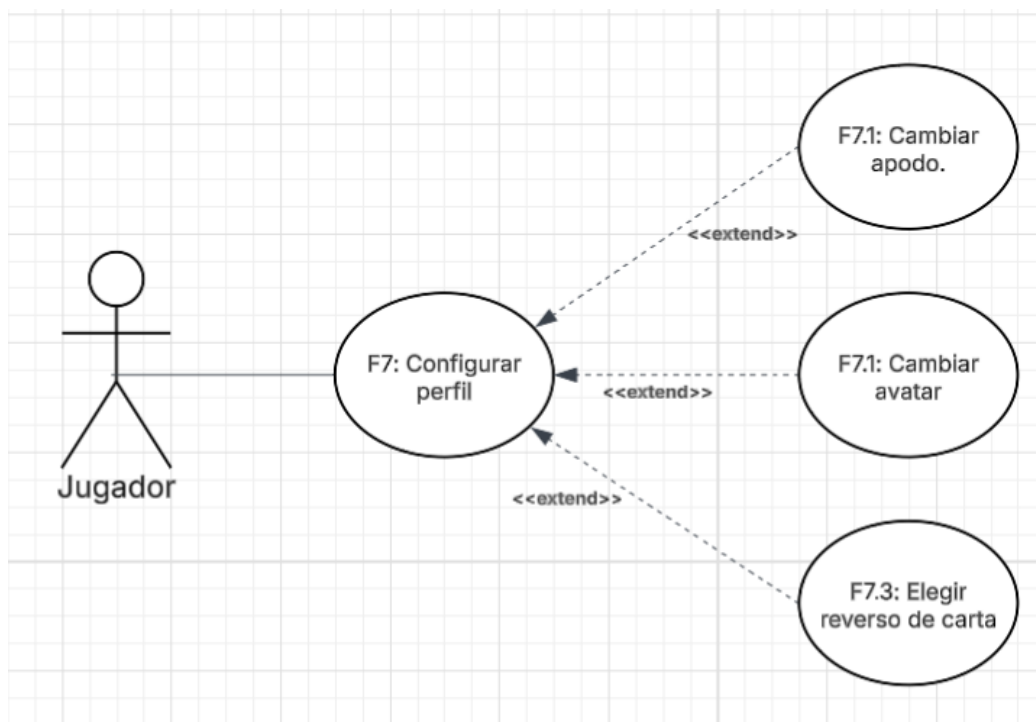 F7.1: Cambiar
apodo.
<<extend>>
F7: Configurar
perfil
F7.1: Cambiar
avatar
<<extend>>
Jugador
<<extend>>
F7.3: Elegir
reverso de carta